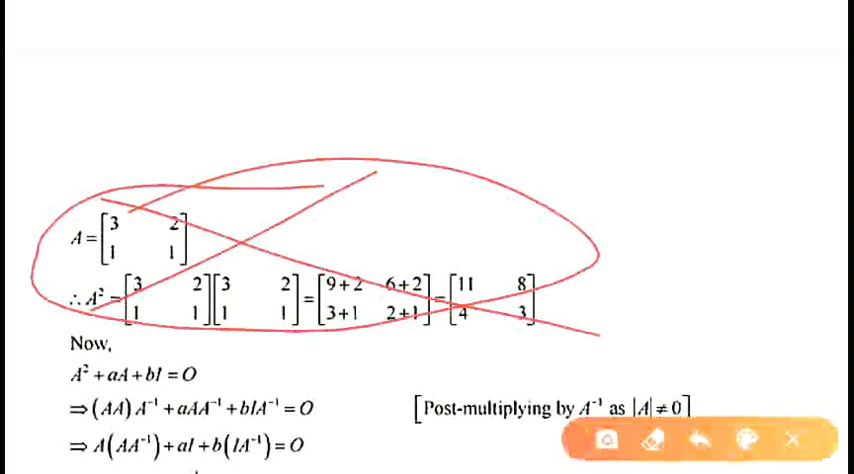 A = [3 2; 1 1]
∴ A² = [3 2; 1 1][3 2; 1 1] = [9+2 6+2; 3+1 2+1] = [11 8; 4 3]
Now,
A² + aA + bI = O
⇒ (AA)A⁻¹ + aAA⁻¹ + bIA⁻¹ = O [Post-multiplying by A⁻¹ as |A| ≠ 0]
⇒ A(AA⁻¹) + aI + b(IA⁻¹) = O